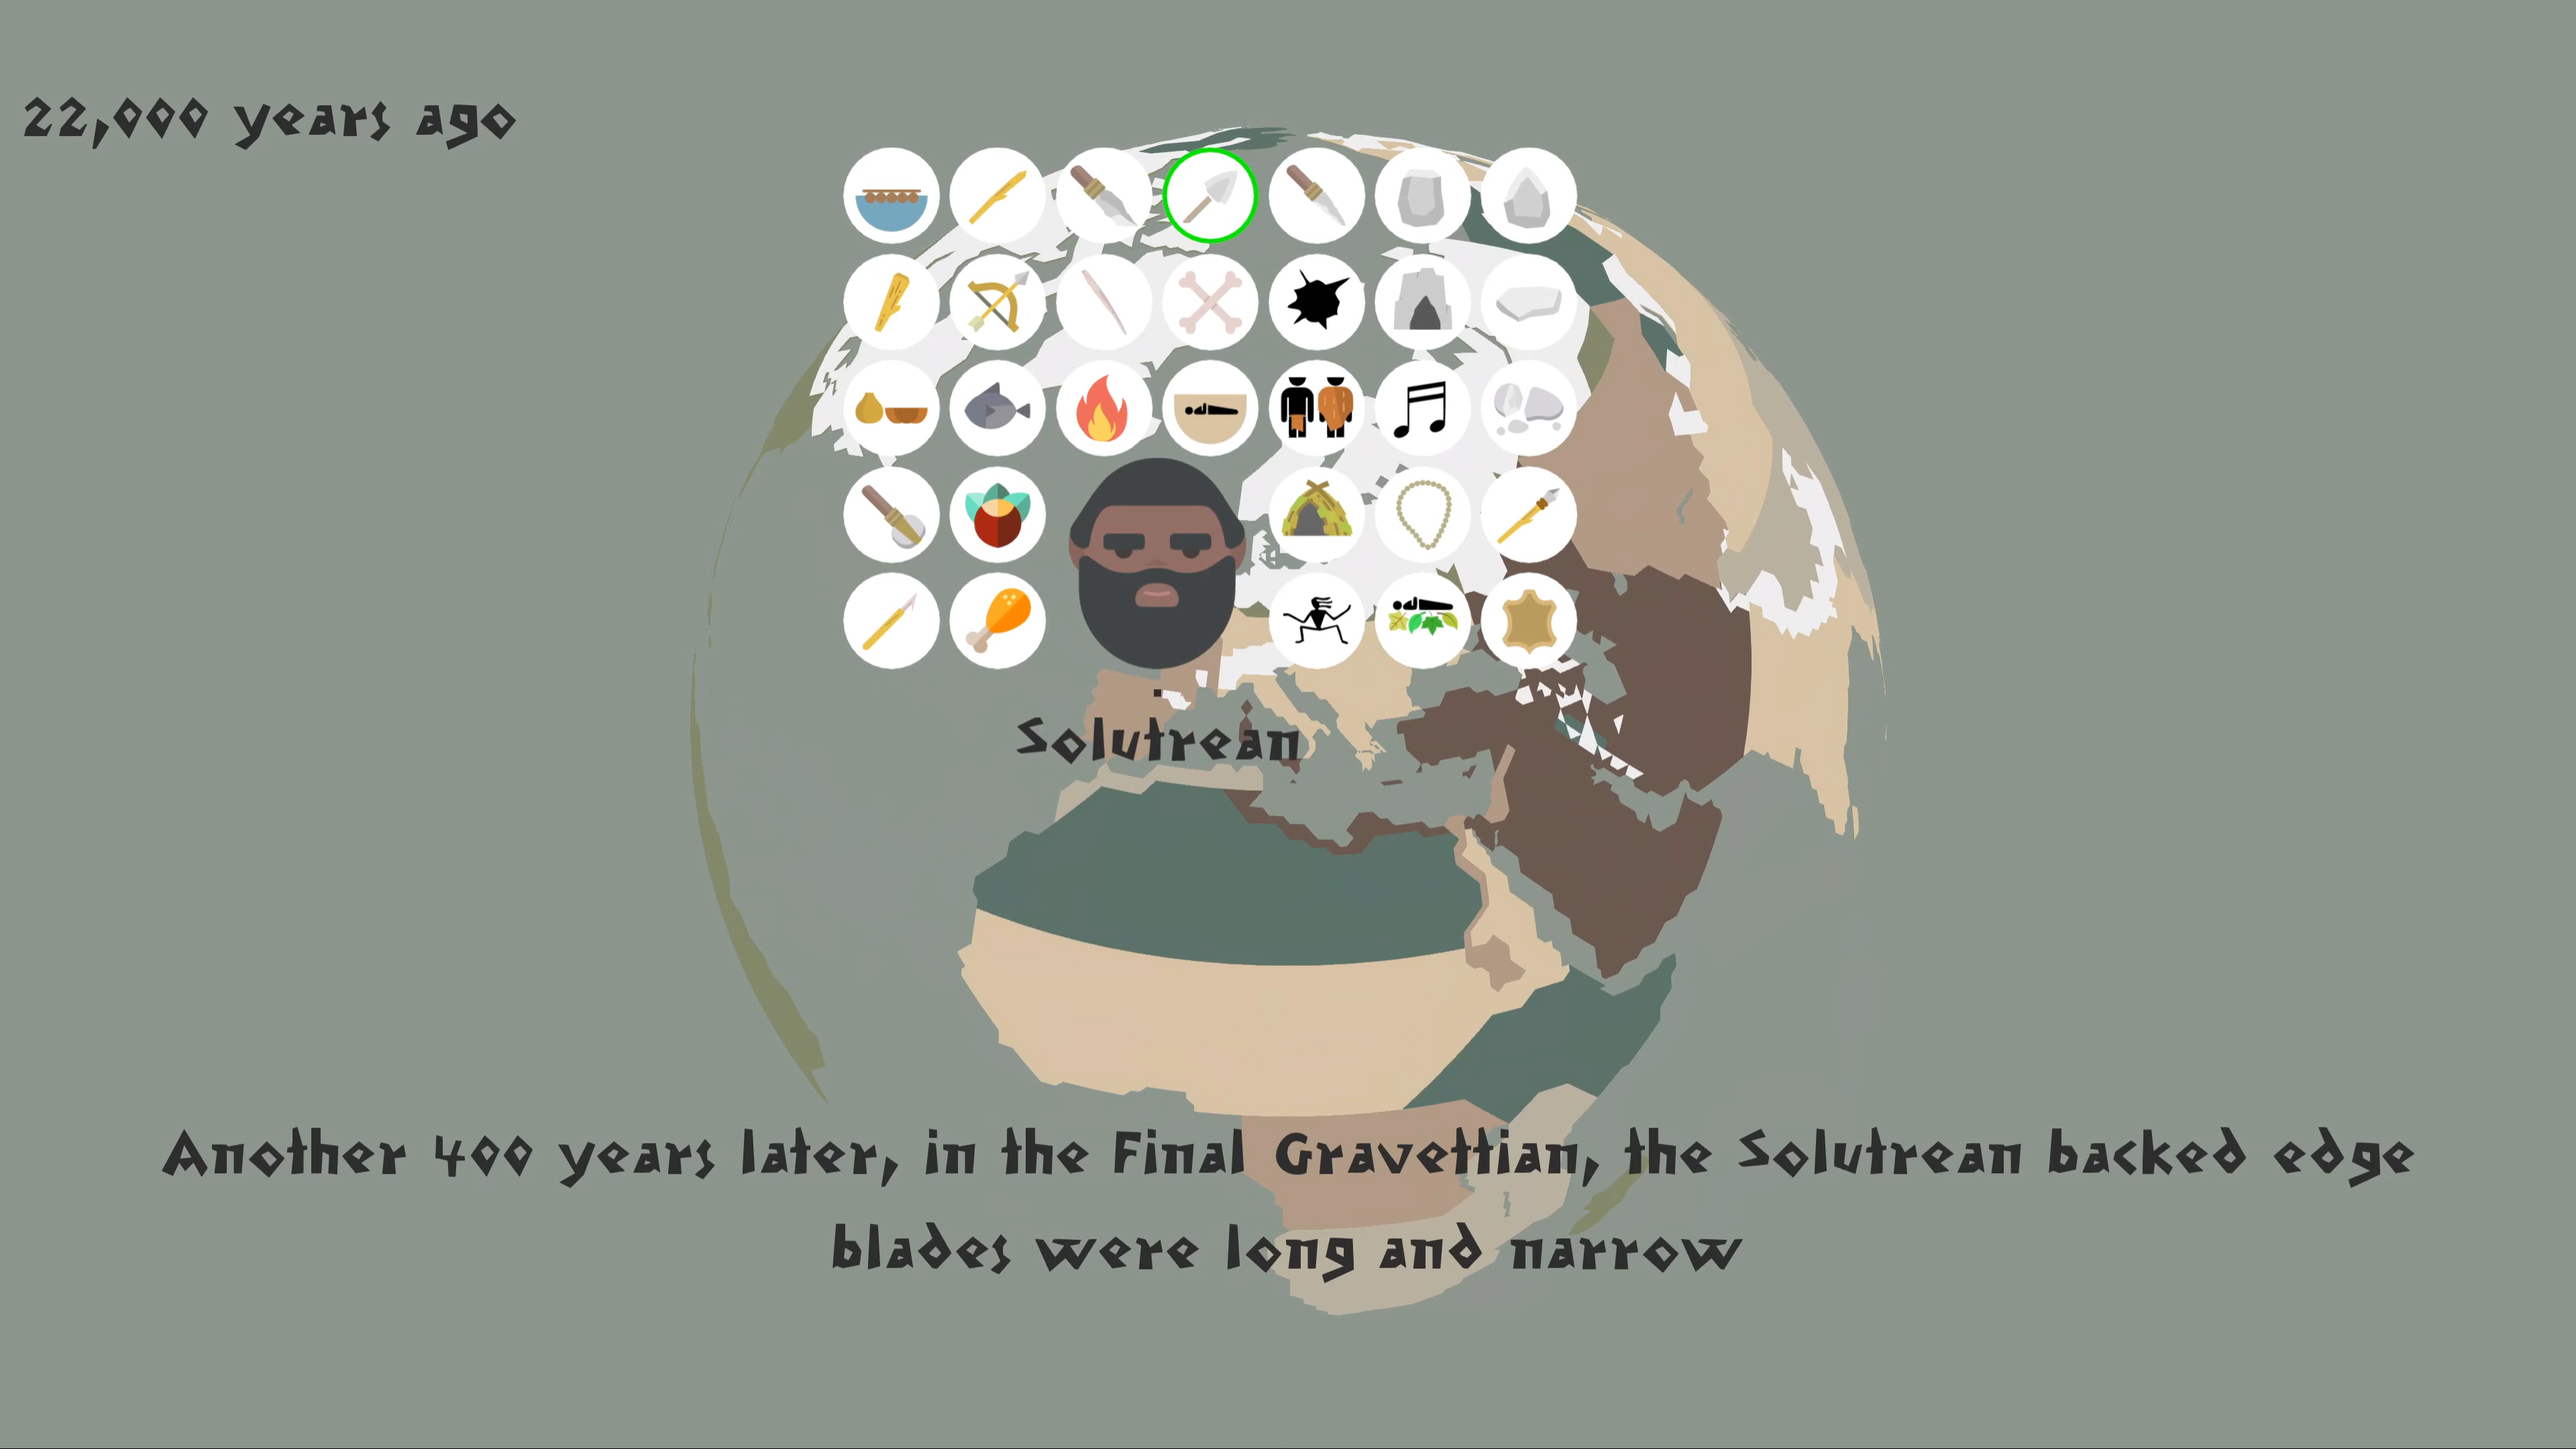 22,000 years ago
Solutrean
Another 400 years later, in the Final Gravettian, the Solutrean backed edge
blades were long and narrow